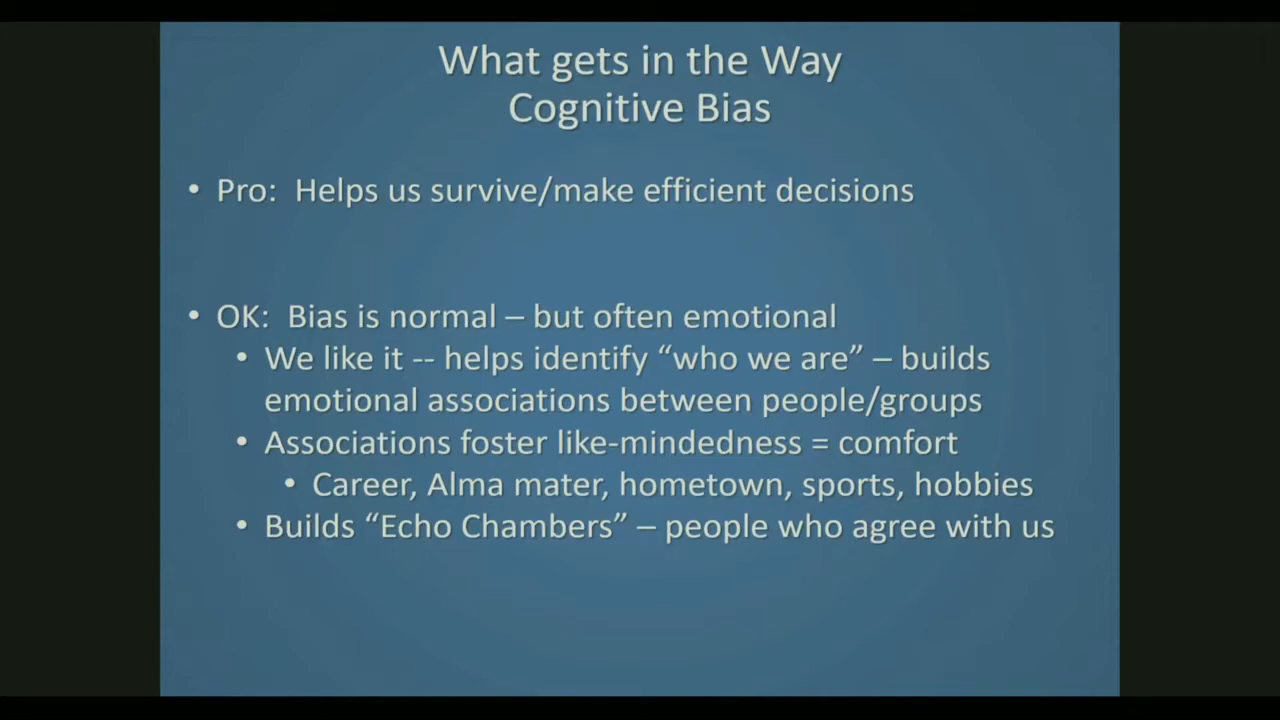 What gets in the Way
Cognitive Bias
• Pro:  Helps us survive/make efficient decisions
• OK:  Bias is normal – but often emotional
• We like it -- helps identify “who we are” – builds
emotional associations between people/groups
• Associations foster like-mindedness = comfort
• Career, Alma mater, hometown, sports, hobbies
• Builds “Echo Chambers” – people who agree with us